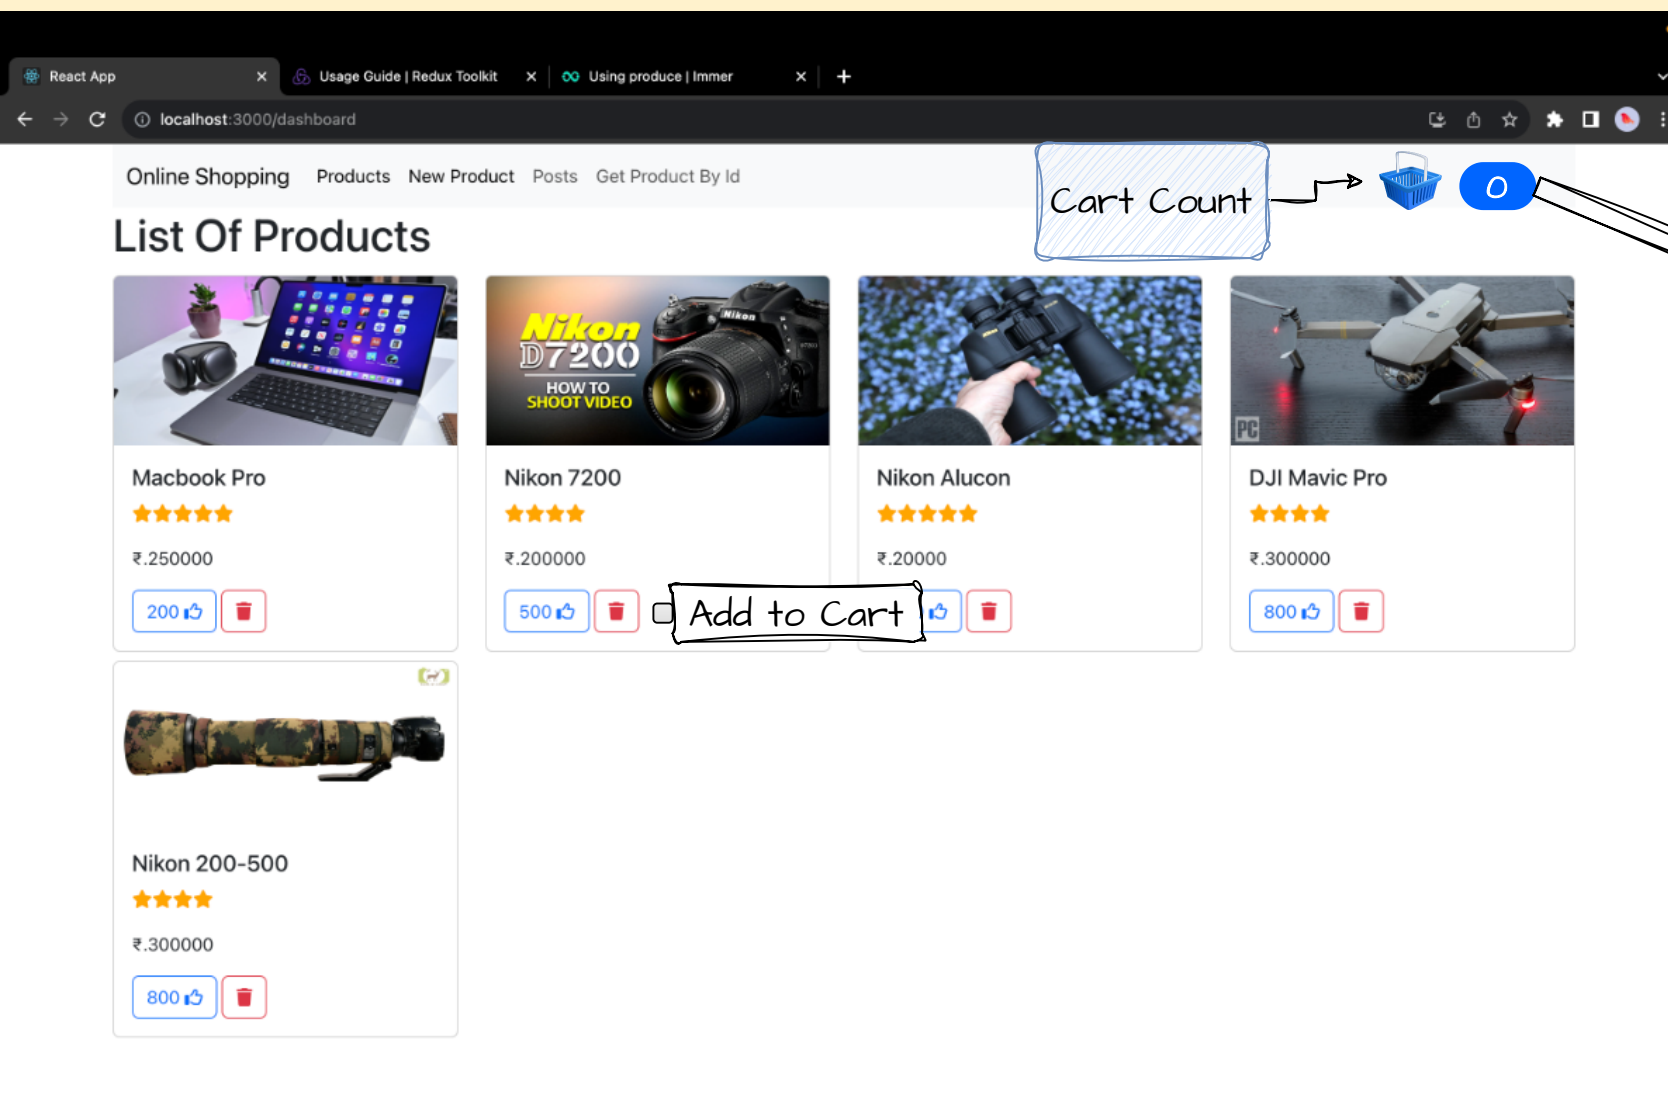 React App
Usage Guide | Redux Toolkit
Using produce | Immer
localhost:3000/dashboard
Online Shopping
Products
New Product
Posts
Get Product By Id
Cart Count
0
List Of Products
Nikon
D7200
HOW TO
SHOOT VIDEO
Nikon
PC
Macbook Pro
Nikon 7200
Nikon Alucon
DJI Mavic Pro
₹.250000
₹.200000
₹.20000
₹.300000
200
500
Add to Cart
800
Nikon 200-500
₹.300000
800